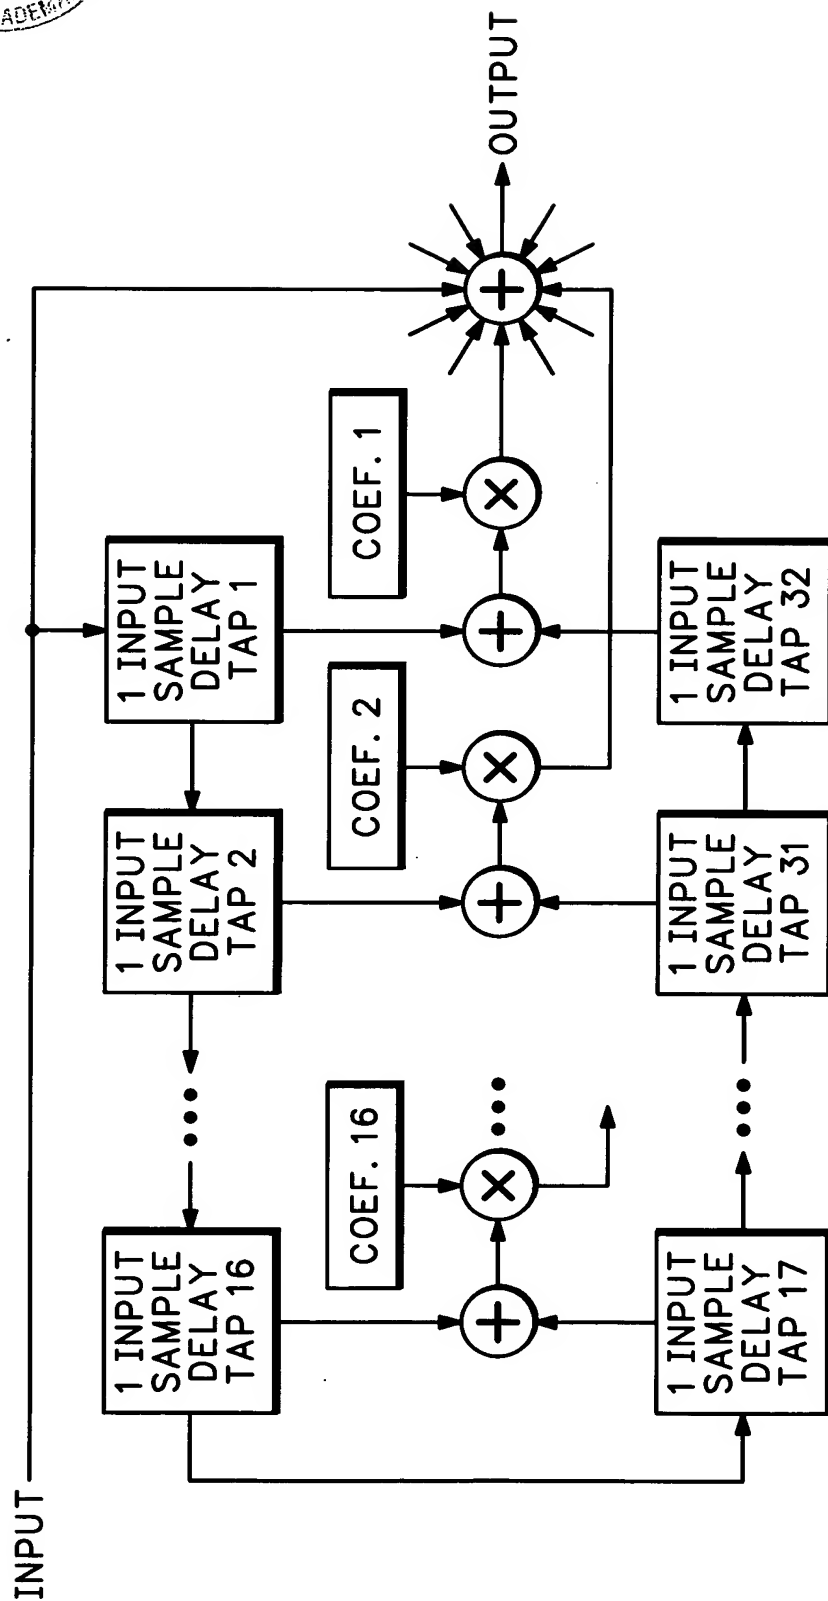 INPUT
1 INPUT
SAMPLE
DELAY
TAP 16
1 INPUT
SAMPLE
DELAY
TAP 2
1 INPUT
SAMPLE
DELAY
TAP 1
COEF. 16
COEF. 2
COEF. 1
OUTPUT
1 INPUT
SAMPLE
DELAY
TAP 17
1 INPUT
SAMPLE
DELAY
TAP 31
1 INPUT
SAMPLE
DELAY
TAP 32